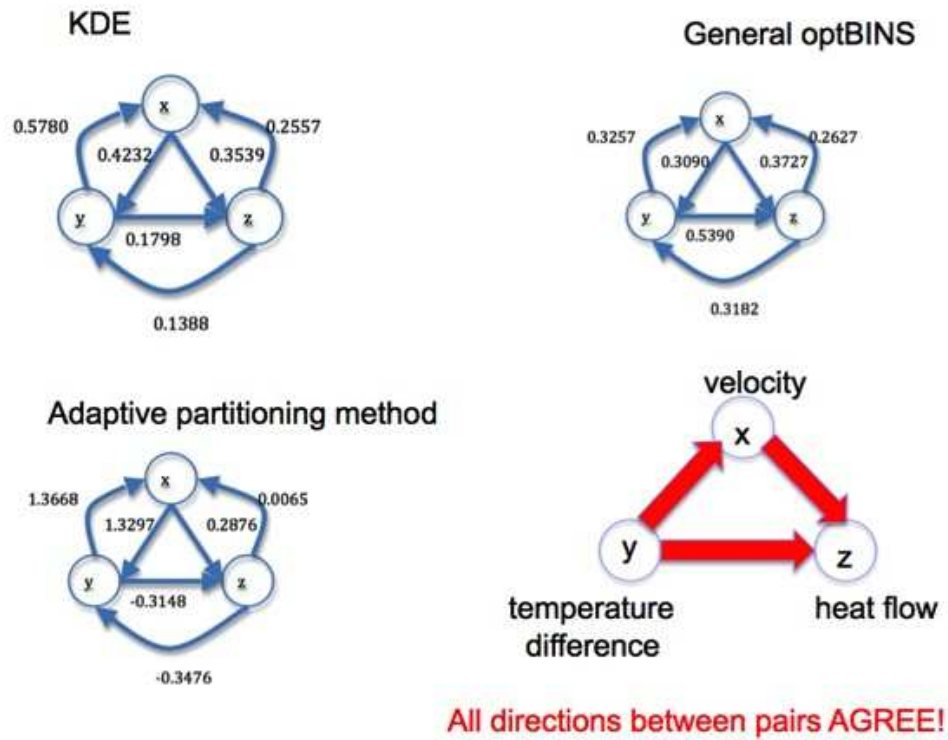 KDE
x
0.5780
0.2557
0.4232
0.3539
y
z
0.1798
0.1388
General optBINS
x
0.3257
0.2627
0.3090
0.3727
y
z
0.5390
0.3182
Adaptive partitioning method
x
1.3668
0.0065
1.3297
0.2876
y
z
-0.3148
-0.3476
velocity
x
y
z
temperature
difference
heat flow
All directions between pairs AGREE!